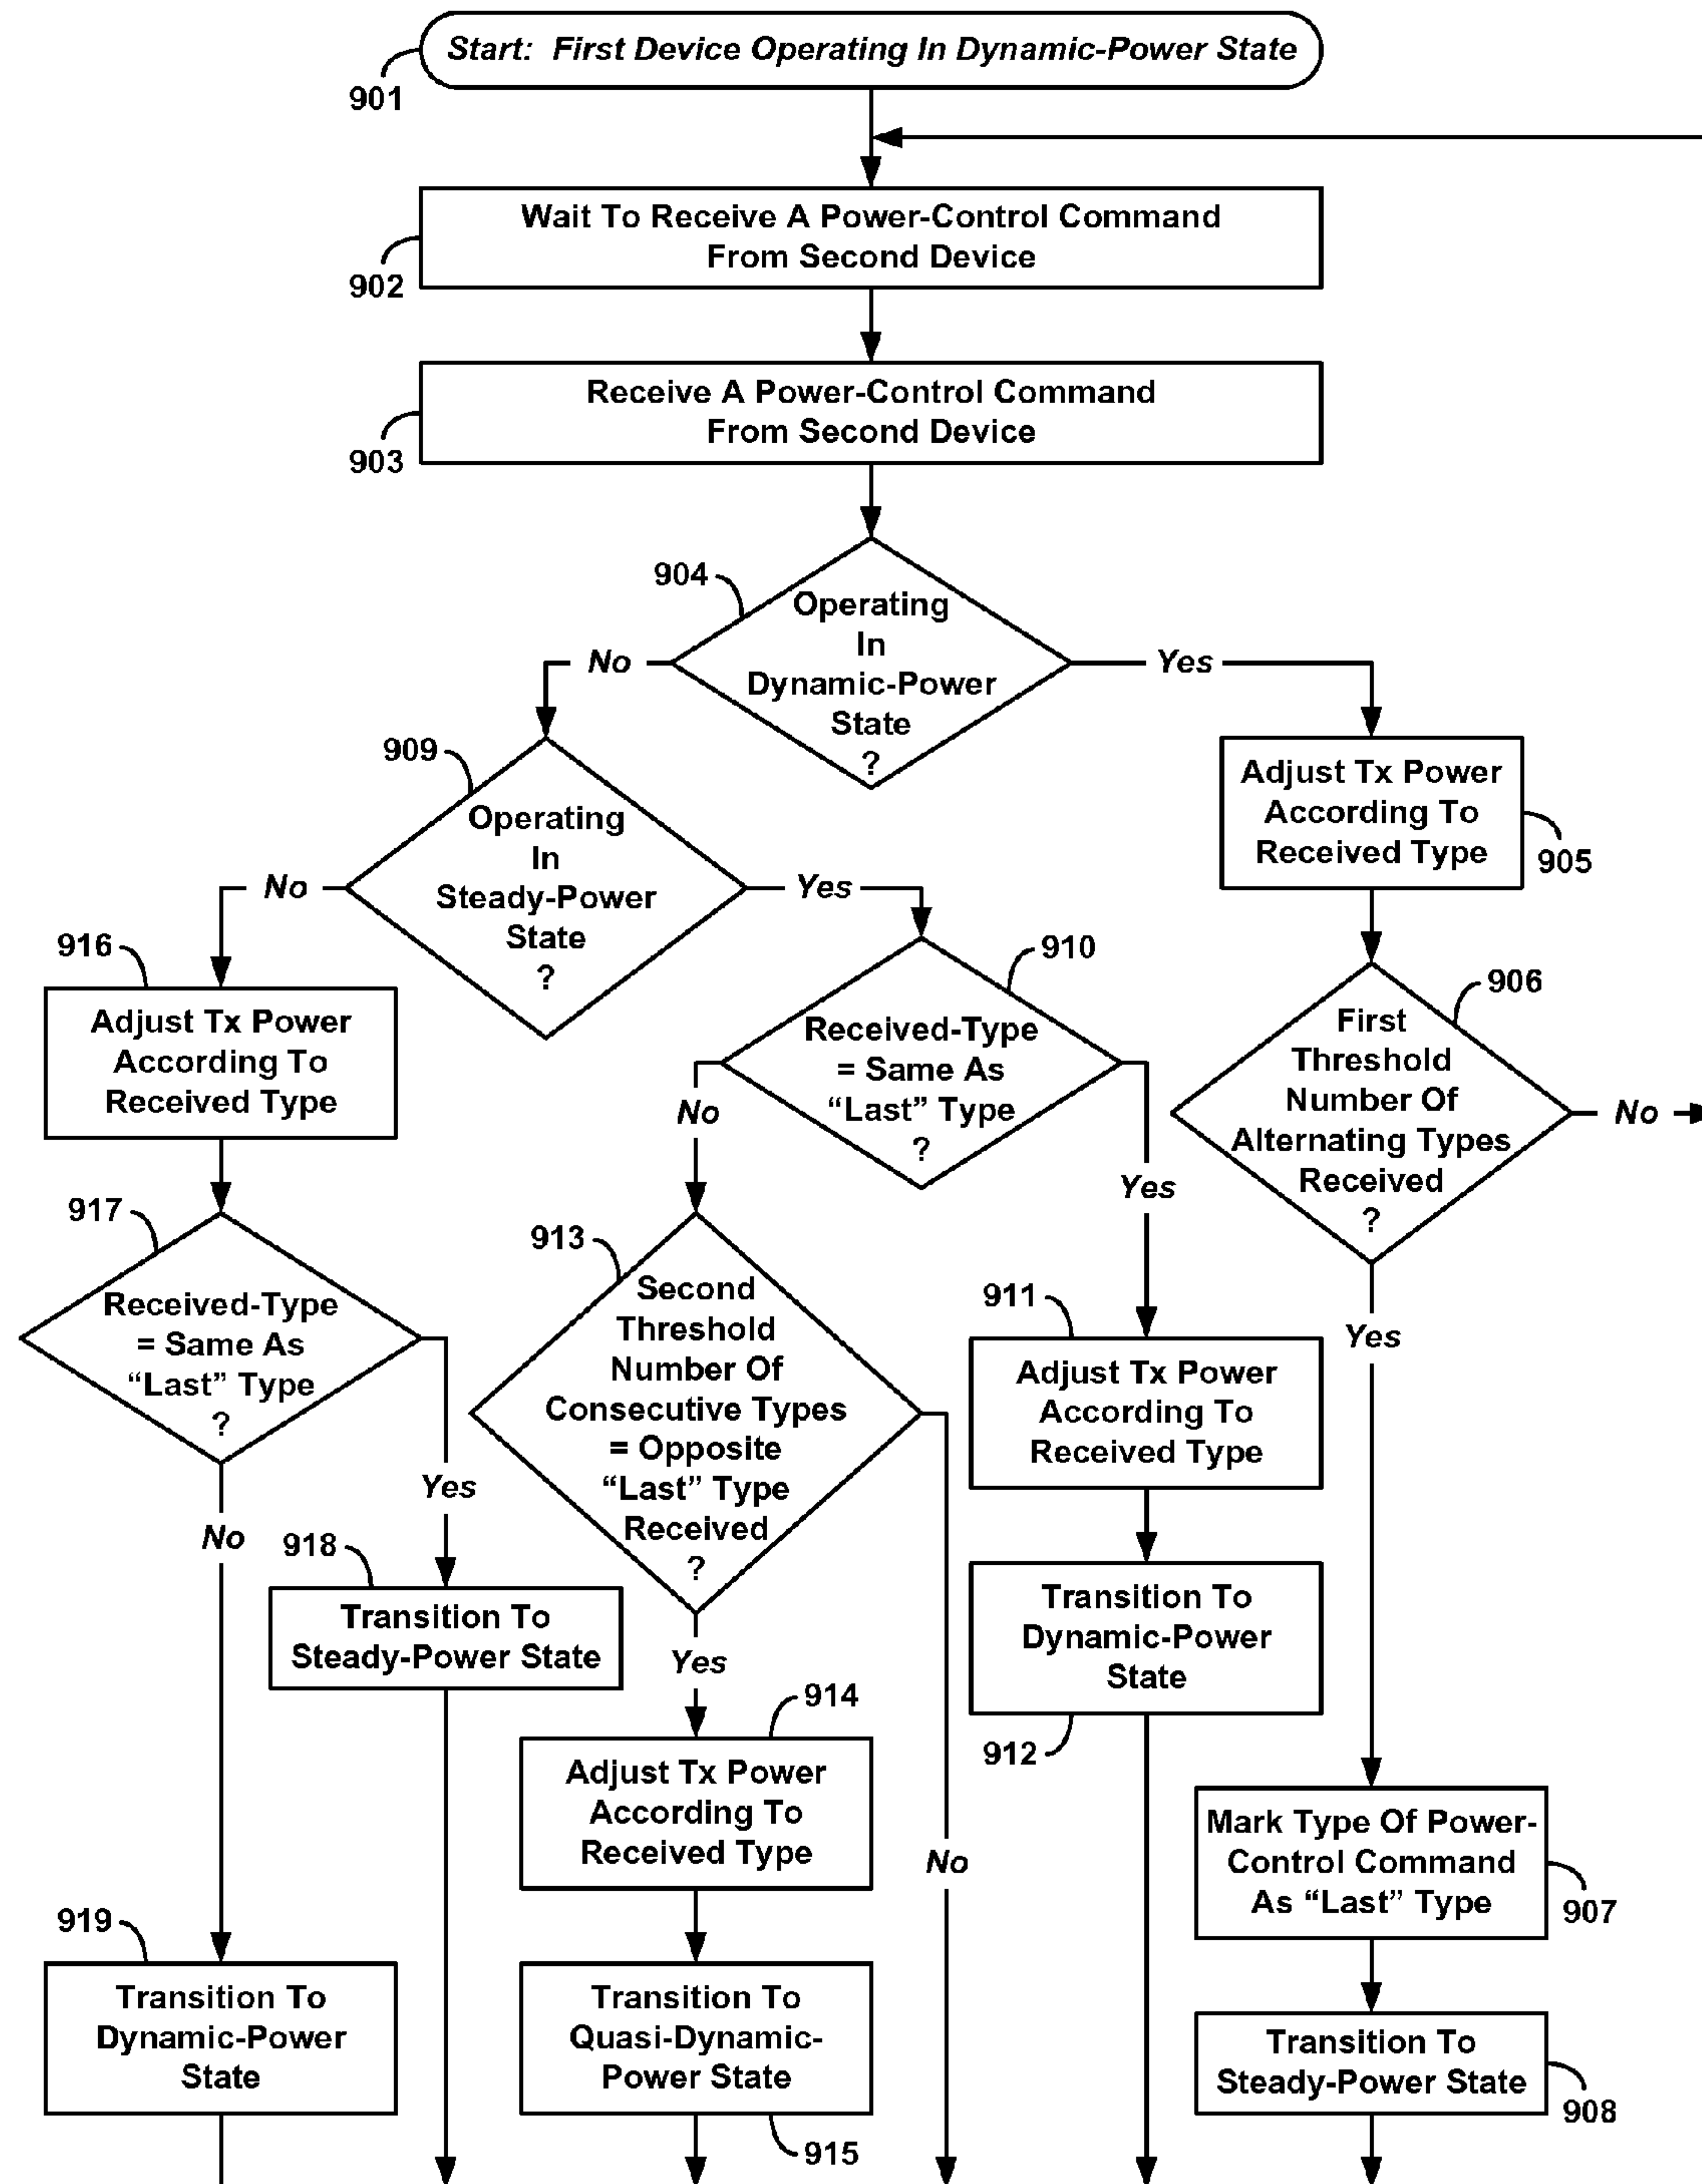 Start: First Device Operating In Dynamic-Power State
901
Wait To Receive A Power-Control Command
From Second Device
902
Receive A Power-Control Command
From Second Device
903
904
Operating
In
Dynamic-Power
State
?
No
Yes
909
Operating
In
Steady-Power
State
?
No
Yes
Adjust Tx Power
According To
Received Type
905
916
Adjust Tx Power
According To
Received Type
910
Received-Type
= Same As
“Last” Type
?
No
Yes
906
First
Threshold
Number Of
Alternating Types
Received
?
No
Yes
917
Received-Type
= Same As
“Last” Type
?
Yes
No
913
Second
Threshold
Number Of
Consecutive Types
= Opposite
“Last” Type
Received
?
Yes
No
911
Adjust Tx Power
According To
Received Type
918
Transition To
Steady-Power State
Transition To
Dynamic-Power
State
912
914
Adjust Tx Power
According To
Received Type
Mark Type Of Power-
Control Command
As “Last” Type
907
919
Transition To
Dynamic-Power
State
Transition To
Quasi-Dynamic-
Power State
915
Transition To
Steady-Power State
908